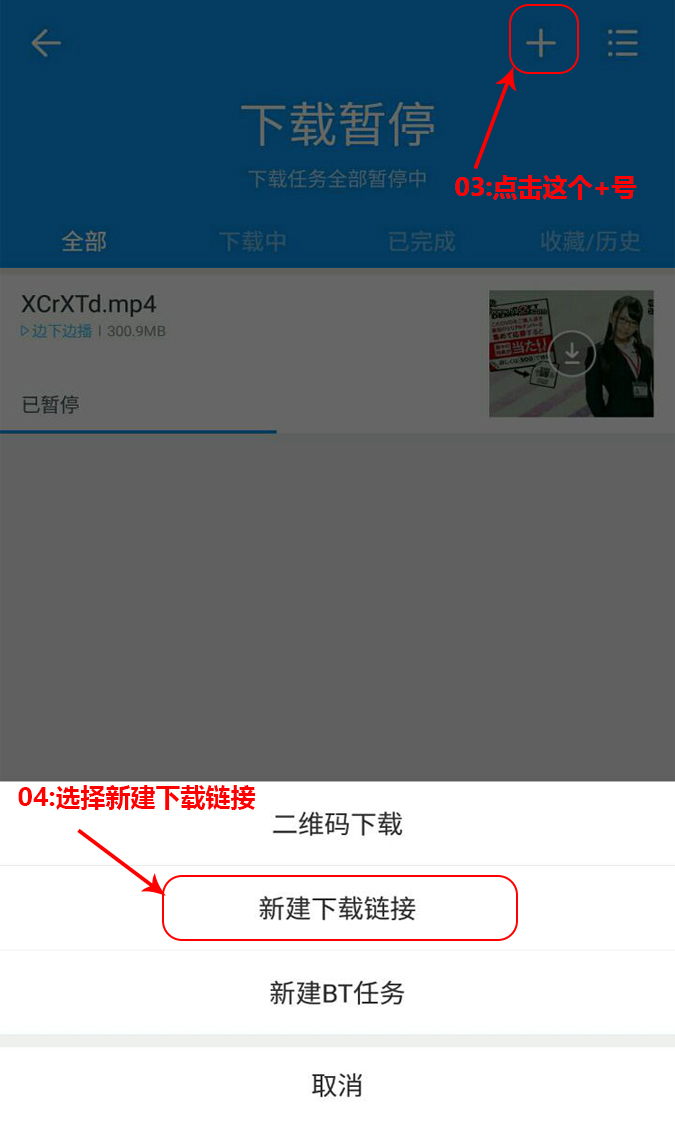 下载暂停
下载任务全部暂停中
03:点击这个+号
全部
下载中
已完成
收藏/历史
XCrXTd.mp4
边下边播 | 300.9MB
当たい
已暂停
04:选择新建下载链接
二维码下载
新建下载链接
新建BT任务
取消